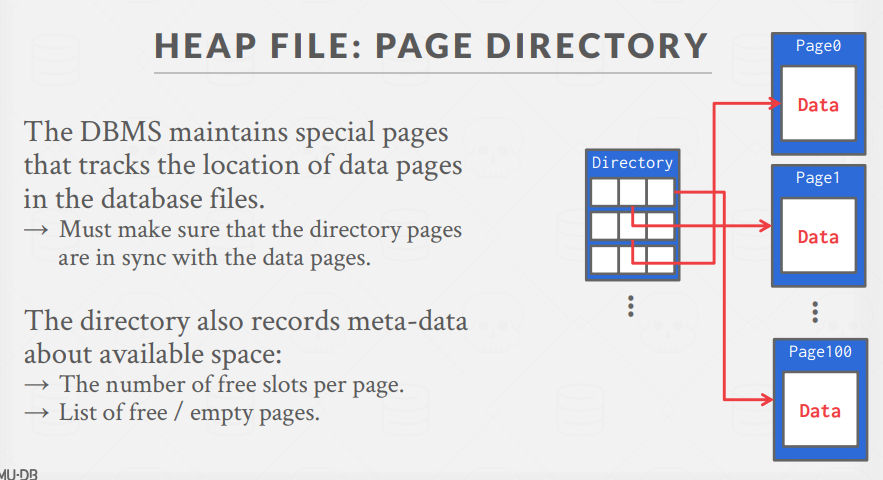 HEAP FILE: PAGE DIRECTORY
The DBMS maintains special pages
that tracks the location of data pages
in the database files.
→ Must make sure that the directory pages
are in sync with the data pages.
The directory also records meta-data
about available space:
→ The number of free slots per page.
→ List of free / empty pages.
Directory
Page0
Data
Page1
Data
Page100
Data
MU·DB